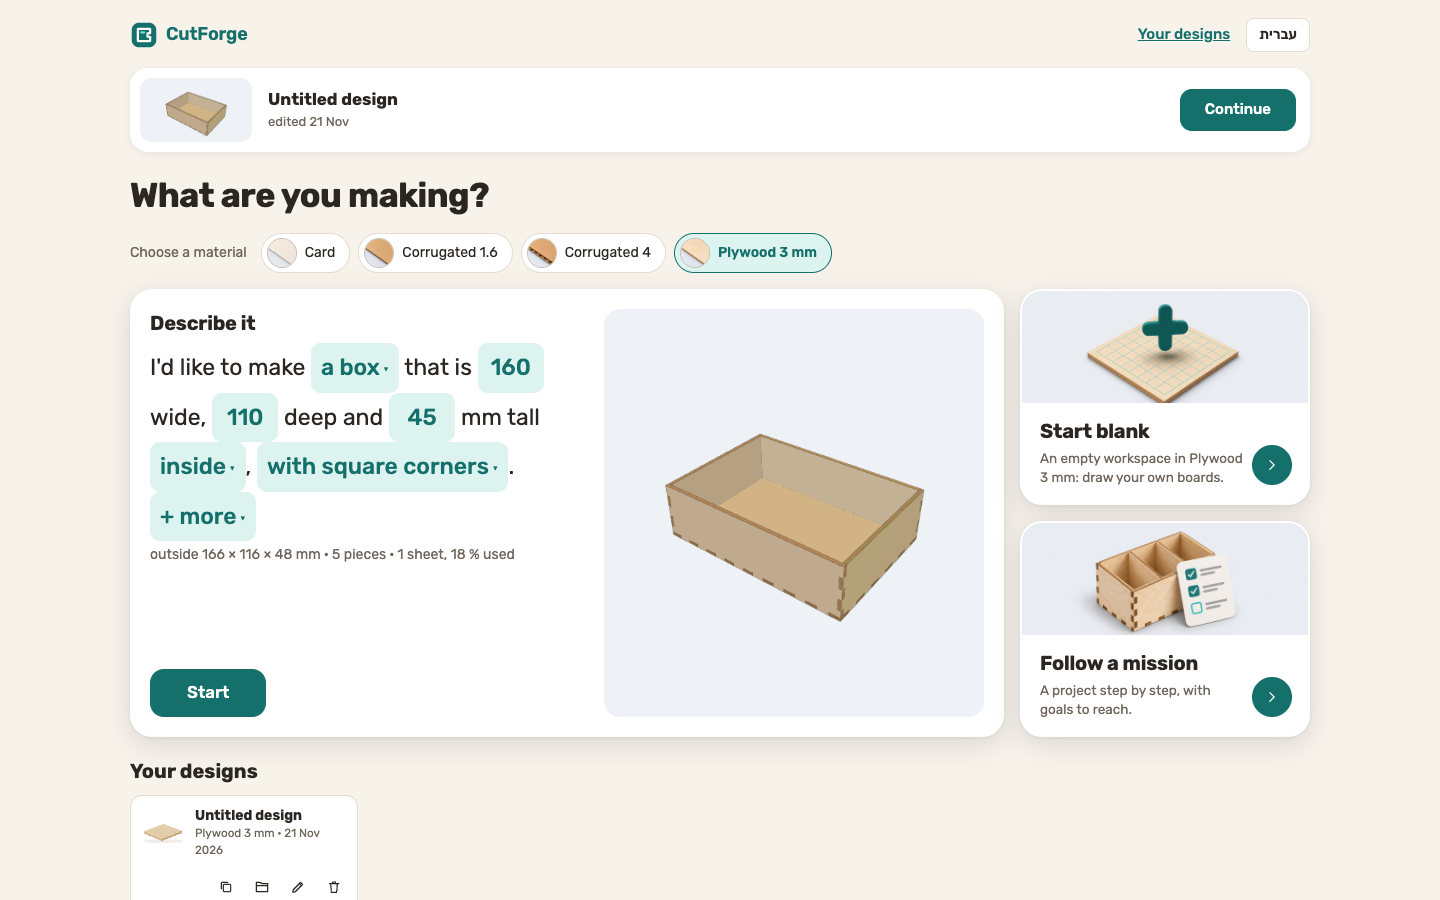 CutForge
Your designs
עברית
Untitled design
edited 21 Nov
Continue
What are you making?
Choose a material
Card
Corrugated 1.6
Corrugated 4
Plywood 3 mm
Describe it
I'd like to make a box ▾ that is 160
wide, 110 deep and 45 mm tall
inside ▾ , with square corners ▾ .
+ more ▾
outside 166 × 116 × 48 mm • 5 pieces • 1 sheet, 18 % used
Start
Start blank
An empty workspace in Plywood
3 mm: draw your own boards.
Follow a mission
A project step by step, with
goals to reach.
Your designs
Untitled design
Plywood 3 mm • 21 Nov
2026